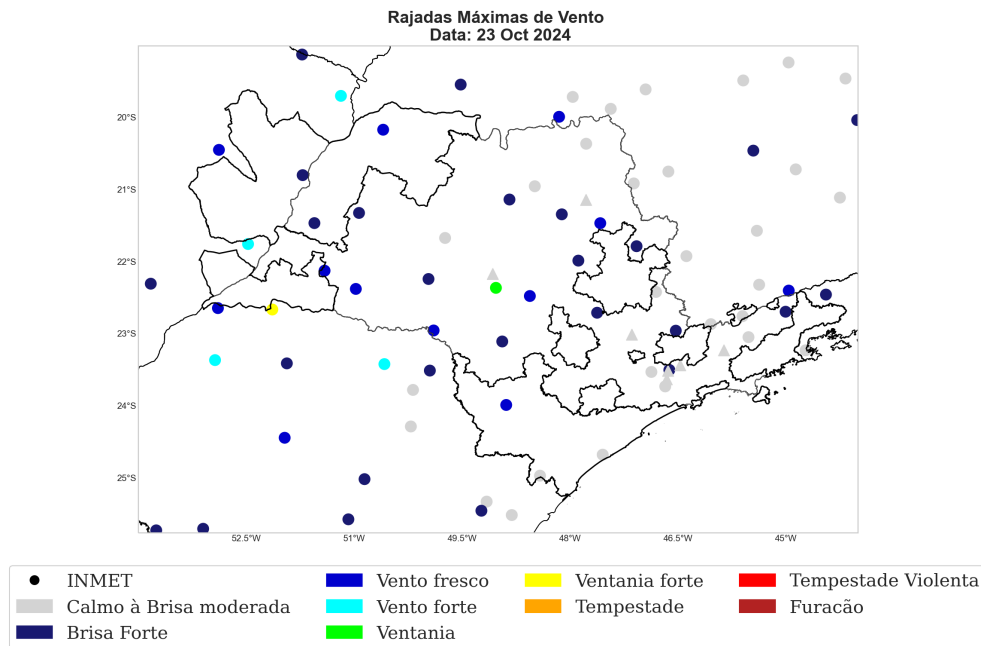 Rajadas Máximas de Vento
Data: 23 Oct 2024
20°S
21°S
22°S
23°S
24°S
25°S
52.5°W
51°W
49.5°W
48°W
46.5°W
45°W
INMET
Calmo à Brisa moderada
Brisa Forte
Vento fresco
Vento forte
Ventania
Ventania forte
Tempestade
Tempestade Violenta
Furacão